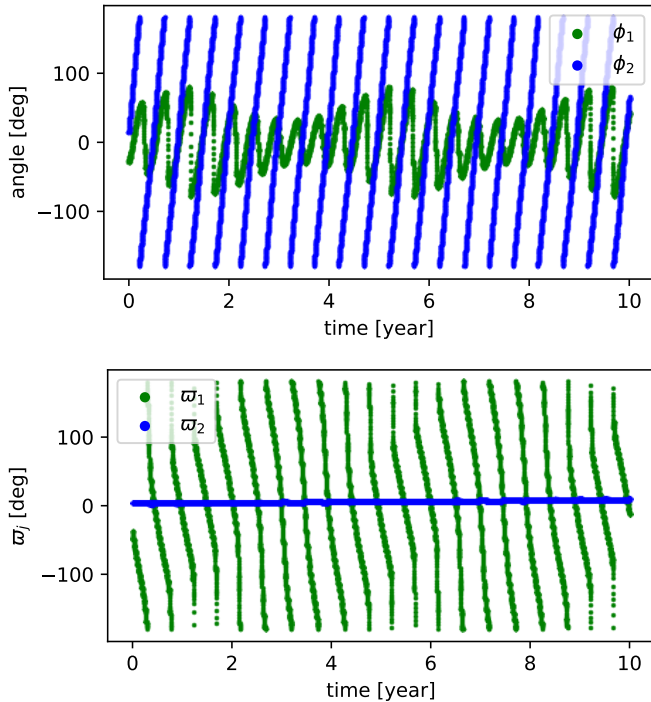 100
0
−100
angle [deg]
ϕ1
ϕ2
0 2 4 6 8 10
time [year]
100
0
−100
ϖj [deg]
ϖ1
ϖ2
0 2 4 6 8 10
time [year]